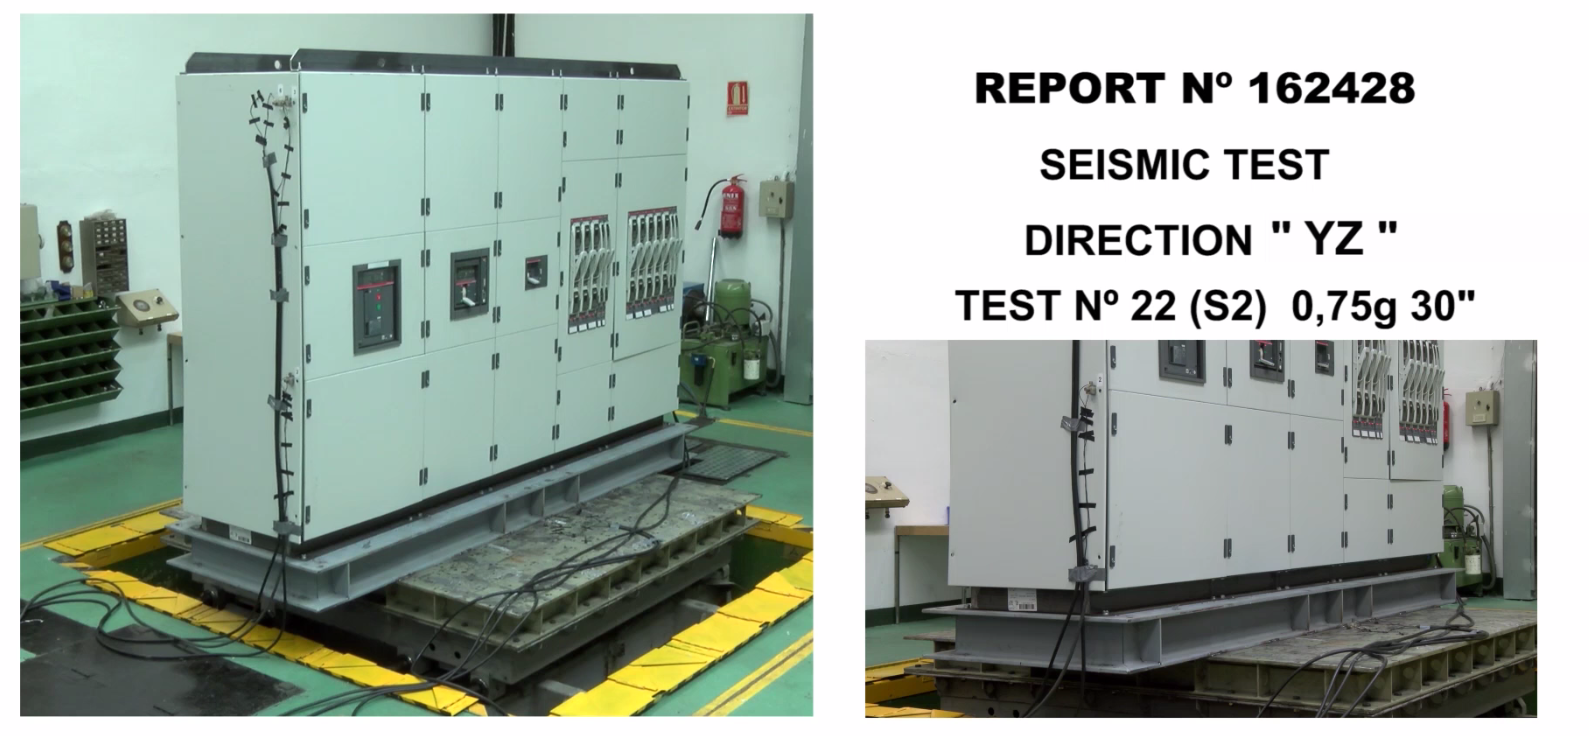 REPORT Nº 162428
SEISMIC TEST
DIRECTION " YZ "
TEST Nº 22 (S2)  0,75g 30"